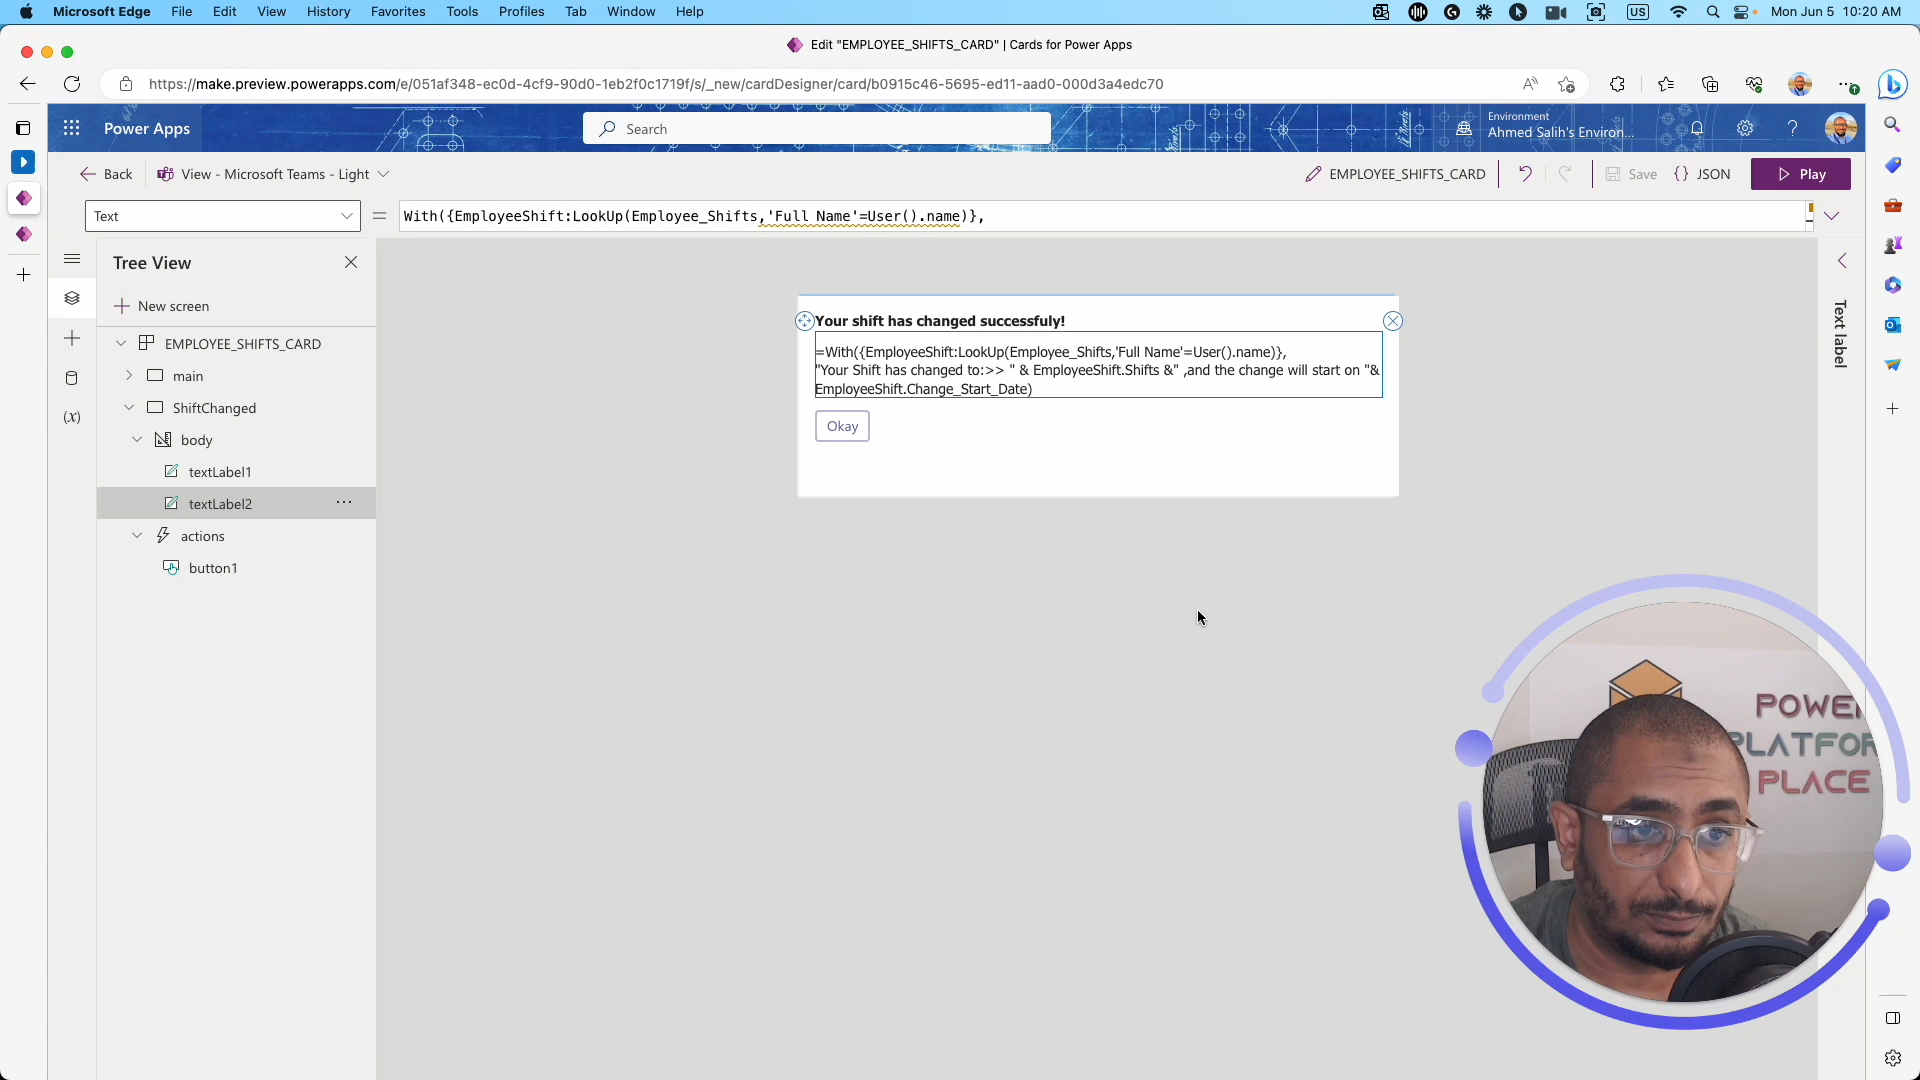 Microsoft Edge File Edit View History Favorites Tools Profiles Tab Window Help US Mon Jun 5 10:20 AM
Edit "EMPLOYEE_SHIFTS_CARD" | Cards for Power Apps
https://make.preview.powerapps.com/e/051af348-ec0d-4cf9-90d0-1eb2f0c1719f/s/_new/cardDesigner/card/b0915c46-5695-ed11-aad0-000d3a4edc70
Power Apps
Search
Environment
Ahmed Salih's Environ...
Back View - Microsoft Teams - Light EMPLOYEE_SHIFTS_CARD Save {} JSON Play
Text = With({EmployeeShift:LookUp(Employee_Shifts,'Full Name'=User().name)},
Tree View
New screen
EMPLOYEE_SHIFTS_CARD
main
ShiftChanged
body
textLabel1
textLabel2
actions
button1
(x)
Your shift has changed successfuly!
=With({EmployeeShift:LookUp(Employee_Shifts,'Full Name'=User().name)},
"Your Shift has changed to:>> " & EmployeeShift.Shifts &" ,and the change will start on "&
EmployeeShift.Change_Start_Date)
Okay
Text label
POWER
PLATFOR
PLACE